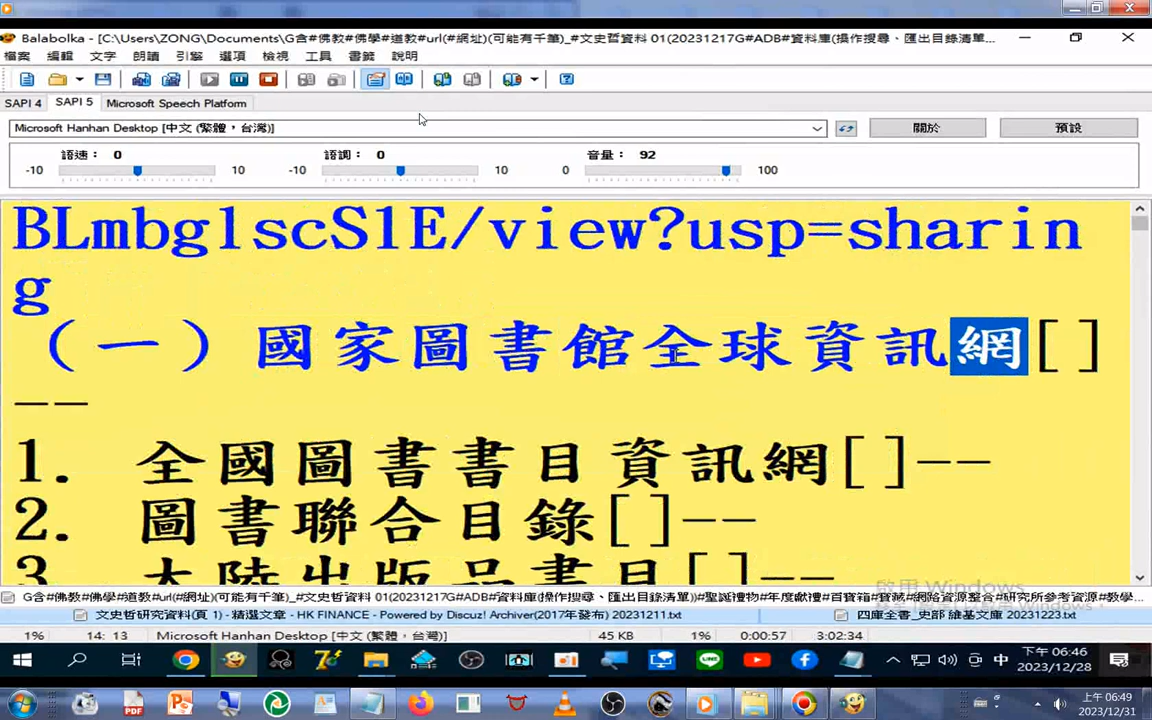 Balabolka - [C:\Users\ZONG\Documents\G含#佛教#佛學#道教#url(#網址)(可能有千筆)_#文史哲資料 01(20231217G#ADB#資料庫(操作搜尋、匯出目錄清單...
檔案 編輯 文字 朗讀 引擎 選項 檢視 工具 書籤 說明
SAPI 4 SAPI 5 Microsoft Speech Platform
Microsoft Hanhan Desktop [中文 (繁體，台灣)] 關於 預設
語速： 0 語調： 0 音量： 92
-10 10 -10 10 0 100
BLmbglscS1E/view?usp=sharin
g
（一）國家圖書館全球資訊網[]
--
1. 全國圖書書目資訊網[]--
2. 圖書聯合目錄[]--
3. 大陸出版品書目[]--
啟用 Windows
G含#佛教#佛學#道教#url(#網址)(可能有千筆)_#文史哲資料 01(20231217G#ADB#資料庫(操作搜尋、匯出目錄清單))#聖誕禮物#年度獻禮#百寶箱#寶藏#網路資源整合#研究所參考資源#教學...
文史哲研究資料(頁 1) - 精選文章 - HK FINANCE - Powered by Discuz! Archiver(2017年發布) 20231211.txt 四庫全書_史部 維基文庫 20231223.txt
1% 14: 13 Microsoft Hanhan Desktop [中文 (繁體，台灣)] 45 KB 1% 0:00:57 3:02:34
中 下午 06:46
2023/12/28
上午 06:49
2023/12/31